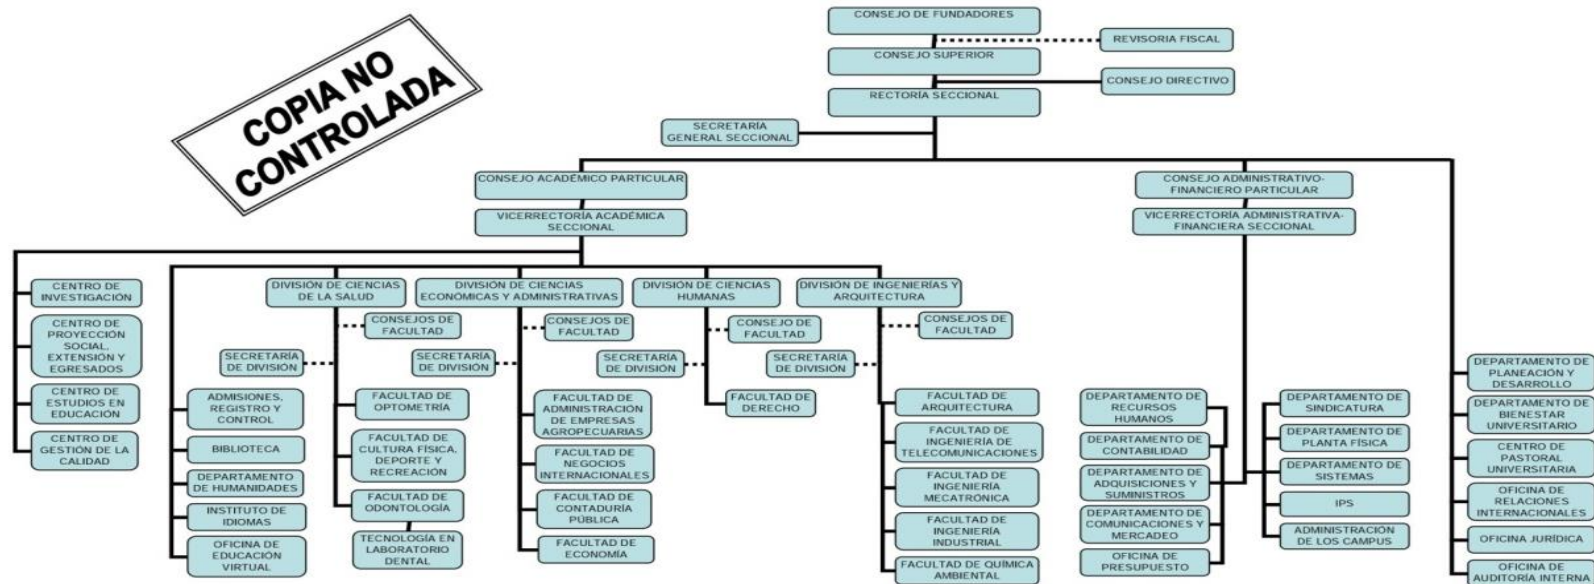 CONSEJO DE FUNDADORES
REVISORIA FISCAL
CONSEJO SUPERIOR
CONSEJO DIRECTIVO
RECTORÍA SECCIONAL
SECRETARÍA
GENERAL SECCIONAL
COPIA NO
CONTROLADA
CONSEJO ACADÉMICO PARTICULAR
VICERRECTORÍA ACADÉMICA
SECCIONAL
CONSEJO ADMINISTRATIVO-
FINANCIERO PARTICULAR
VICERRECTORÍA ADMINISTRATIVA-
FINANCIERA SECCIONAL
CENTRO DE
INVESTIGACIÓN
CENTRO DE
PROYECCIÓN
SOCIAL,
EXTENSIÓN Y
EGRESADOS
CENTRO DE
ESTUDIOS EN
EDUCACIÓN
CENTRO DE
GESTIÓN DE LA
CALIDAD
ADMISIONES,
REGISTRO Y
CONTROL
BIBLIOTECA
DEPARTAMENTO
DE HUMANIDADES
INSTITUTO DE
IDIOMAS
OFICINA DE
EDUCACIÓN
VIRTUAL
DIVISIÓN DE CIENCIAS
DE LA SALUD
CONSEJOS DE
FACULTAD
SECRETARÍA
DE DIVISIÓN
FACULTAD
DE OPTOMETRÍA
FACULTAD DE
CULTURA FÍSICA,
DEPORTE Y
RECREACIÓN
FACULTAD DE
ODONTOLOGÍA
TECNOLOGÍA EN
LABORATORIO
DENTAL
DIVISIÓN DE CIENCIAS
ECONÓMICAS Y ADMINISTRATIVAS
CONSEJOS DE
FACULTAD
SECRETARÍA
DE DIVISIÓN
FACULTAD DE
ADMINISTRACIÓN
DE EMPRESAS
AGROPECUARIAS
FACULTAD DE
NEGOCIOS
INTERNACIONALES
FACULTAD DE
CONTADURÍA
PÚBLICA
FACULTAD DE
ECONOMÍA
DIVISIÓN DE CIENCIAS
HUMANAS
CONSEJO DE
FACULTAD
SECRETARÍA
DE DIVISIÓN
FACULTAD DE
DERECHO
DIVISIÓN DE INGENIERÍAS Y
ARQUITECTURA
CONSEJOS DE
FACULTAD
SECRETARÍA
DE DIVISIÓN
FACULTAD DE
ARQUITECTURA
FACULTAD DE
INGENIERÍA DE
TELECOMUNICACIONES
FACULTAD DE
INGENIERÍA
MECATRÓNICA
FACULTAD DE
INGENIERÍA
INDUSTRIAL
FACULTAD DE QUÍMICA
AMBIENTAL
DEPARTAMENTO DE
RECURSOS
HUMANOS
DEPARTAMENTO DE
CONTABILIDAD
DEPARTAMENTO DE
ADQUISICIONES Y
SUMINISTROS
DEPARTAMENTO DE
COMUNICACIONES Y
MERCADEO
OFICINA DE
PRESUPUESTO
DEPARTAMENTO DE
SINDICATURA
DEPARTAMENTO DE
PLANTA FÍSICA
DEPARTAMENTO DE
SISTEMAS
IPS
ADMINISTRACIÓN
DE LOS CAMPUS
DEPARTAMENTO DE
PLANEACIÓN Y
DESARROLLO
DEPARTAMENTO DE
BIENESTAR
UNIVERSITARIO
CENTRO DE
PASTORAL
UNIVERSITARIA
OFICINA DE
RELACIONES
INTERNACIONALES
OFICINA JURÍDICA
OFICINA DE
AUDITORÍA INTERNA